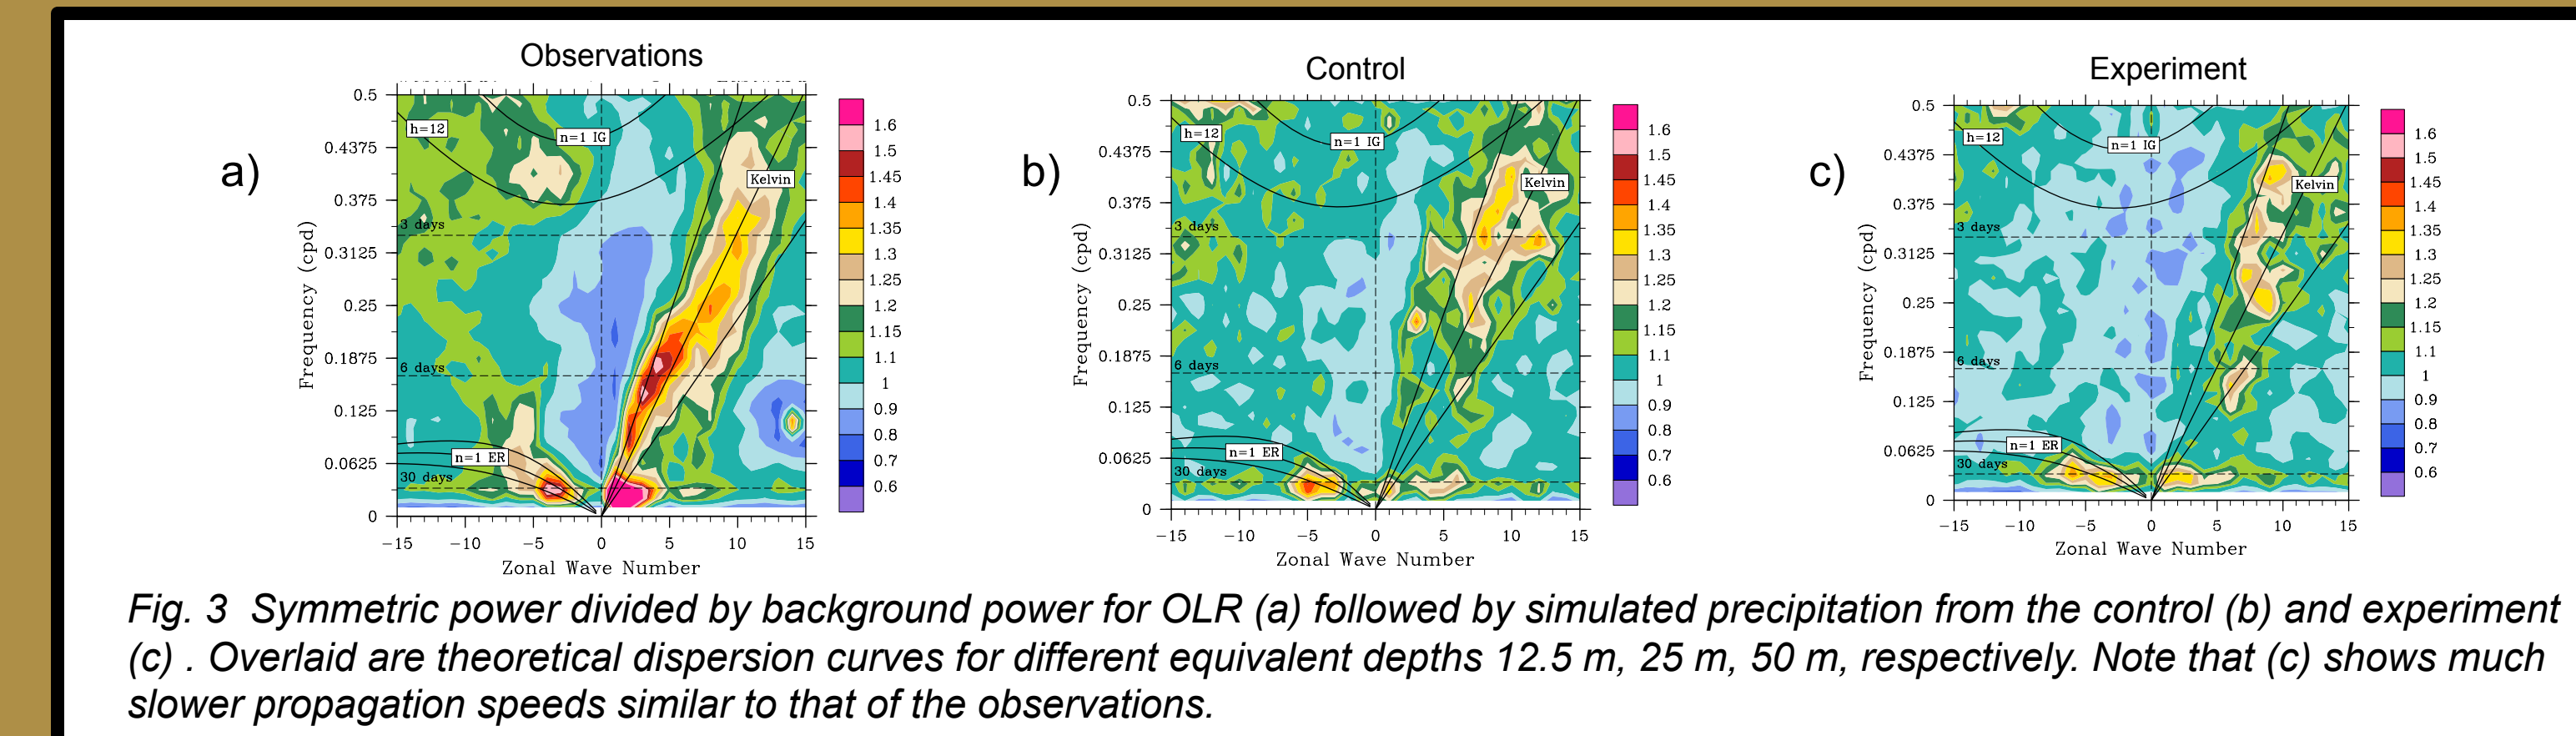 Observations
Control
Experiment
a)
b)
c)
h=12
n=1 IG
Kelvin
3 days
6 days
n=1 ER
30 days
0.5
0.4375
0.375
0.3125
0.25
0.1875
0.125
0.0625
0
Frequency (cpd)
−15 −10 −5 0 5 10 15
Zonal Wave Number
1.6
1.5
1.45
1.4
1.35
1.3
1.25
1.2
1.15
1.1
1
0.9
0.8
0.7
0.6
h=12
n=1 IG
Kelvin
3 days
6 days
n=1 ER
30 days
0.5
0.4375
0.375
0.3125
0.25
0.1875
0.125
0.0625
0
Frequency (cpd)
−15 −10 −5 0 5 10 15
Zonal Wave Number
1.6
1.5
1.45
1.4
1.35
1.3
1.25
1.2
1.15
1.1
1
0.9
0.8
0.7
0.6
h=12
n=1 IG
Kelvin
3 days
6 days
n=1 ER
30 days
0.5
0.4375
0.375
0.3125
0.25
0.1875
0.125
0.0625
0
Frequency (cpd)
−15 −10 −5 0 5 10 15
Zonal Wave Number
1.6
1.5
1.45
1.4
1.35
1.3
1.25
1.2
1.15
1.1
1
0.9
0.8
0.7
0.6
Fig. 3 Symmetric power divided by background power for OLR (a) followed by simulated precipitation from the control (b) and experiment
(c) . Overlaid are theoretical dispersion curves for different equivalent depths 12.5 m, 25 m, 50 m, respectively. Note that (c) shows much
slower propagation speeds similar to that of the observations.